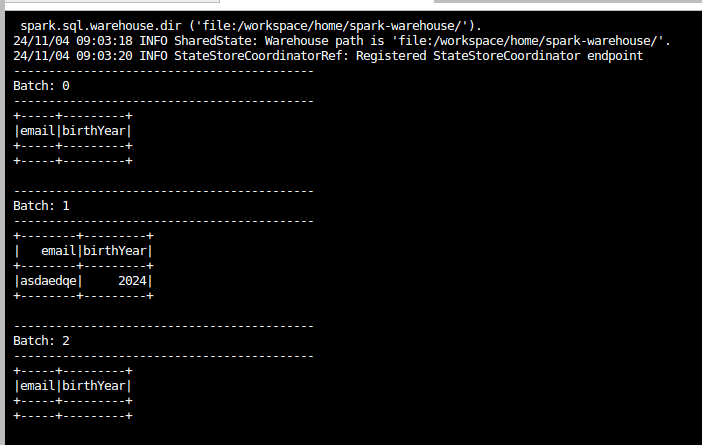 spark.sql.warehouse.dir ('file:/workspace/home/spark-warehouse/').
24/11/04 09:03:18 INFO SharedState: Warehouse path is 'file:/workspace/home/spark-warehouse/'.
24/11/04 09:03:20 INFO StateStoreCoordinatorRef: Registered StateStoreCoordinator endpoint
-------------------------------------------
Batch: 0
-------------------------------------------
+-----+---------+
|email|birthYear|
+-----+---------+
+-----+---------+
-------------------------------------------
Batch: 1
-------------------------------------------
+--------+---------+
|   email|birthYear|
+--------+---------+
|asdaedqe|     2024|
+--------+---------+
-------------------------------------------
Batch: 2
-------------------------------------------
+-----+---------+
|email|birthYear|
+-----+---------+
+-----+---------+